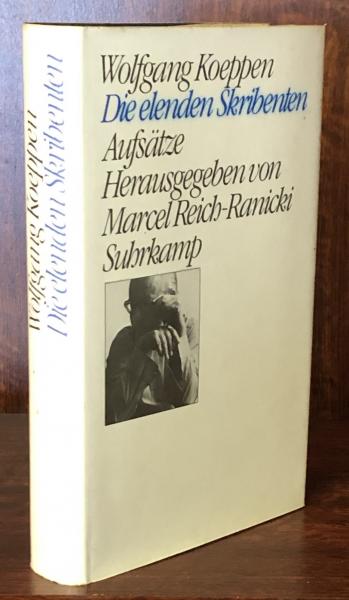 Wolfgang Koeppen
Die elenden Skribenten
Aufsätze
Herausgegeben von
Marcel Reich-Ranicki
Suhrkamp
Wolfgang Koeppen
Die elenden Skribenten